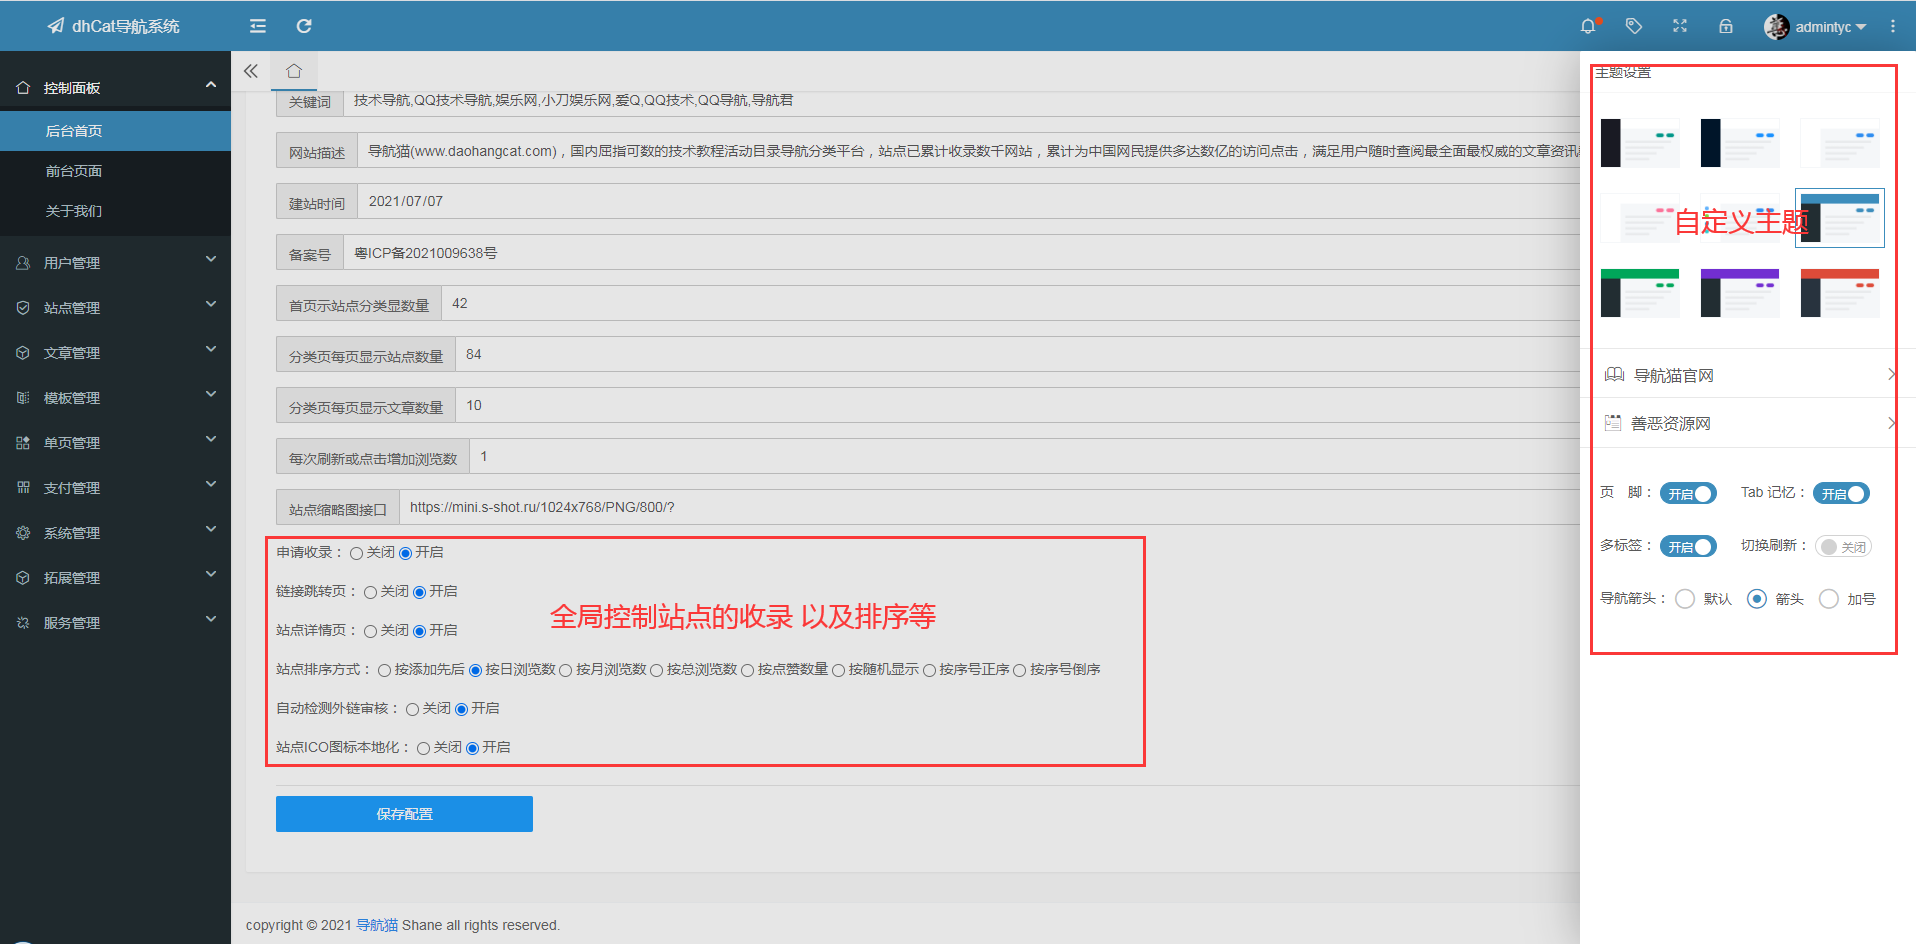 dhCat导航系统
admintyc
控制面板
后台首页
前台页面
关于我们
用户管理
站点管理
文章管理
模板管理
单页管理
支付管理
系统管理
拓展管理
服务管理
关键词 技术导航,QQ技术导航,娱乐网,小刀娱乐网,爱Q,QQ技术,QQ导航,导航君
网站描述 导航猫(www.daohangcat.com)，国内屈指可数的技术教程活动目录导航分类平台，站点已累计收录数千网站，累计为中国网民提供多达数亿的访问点击，满足用户随时查阅最全面最权威的文章资讯
建站时间 2021/07/07
备案号 粤ICP备2021009638号
首页示站点分类显数量 42
分类页每页显示站点数量 84
分类页每页显示文章数量 10
每次刷新或点击增加浏览数 1
站点缩略图接口 https://mini.s-shot.ru/1024x768/PNG/800/?
申请收录： 关闭 开启
链接跳转页： 关闭 开启
全局控制站点的收录 以及排序等
站点详情页： 关闭 开启
站点排序方式： 按添加先后 按日浏览数 按月浏览数 按总浏览数 按点赞数量 按随机显示 按序号正序 按序号倒序
自动检测外链审核： 关闭 开启
站点ICO图标本地化： 关闭 开启
保存配置
copyright © 2021 导航猫 Shane all rights reserved.
主题设置
自定义主题
导航猫官网
善恶资源网
页 脚： 开启 Tab 记忆： 开启
多标签： 开启 切换刷新： 关闭
导航箭头： 默认 箭头 加号